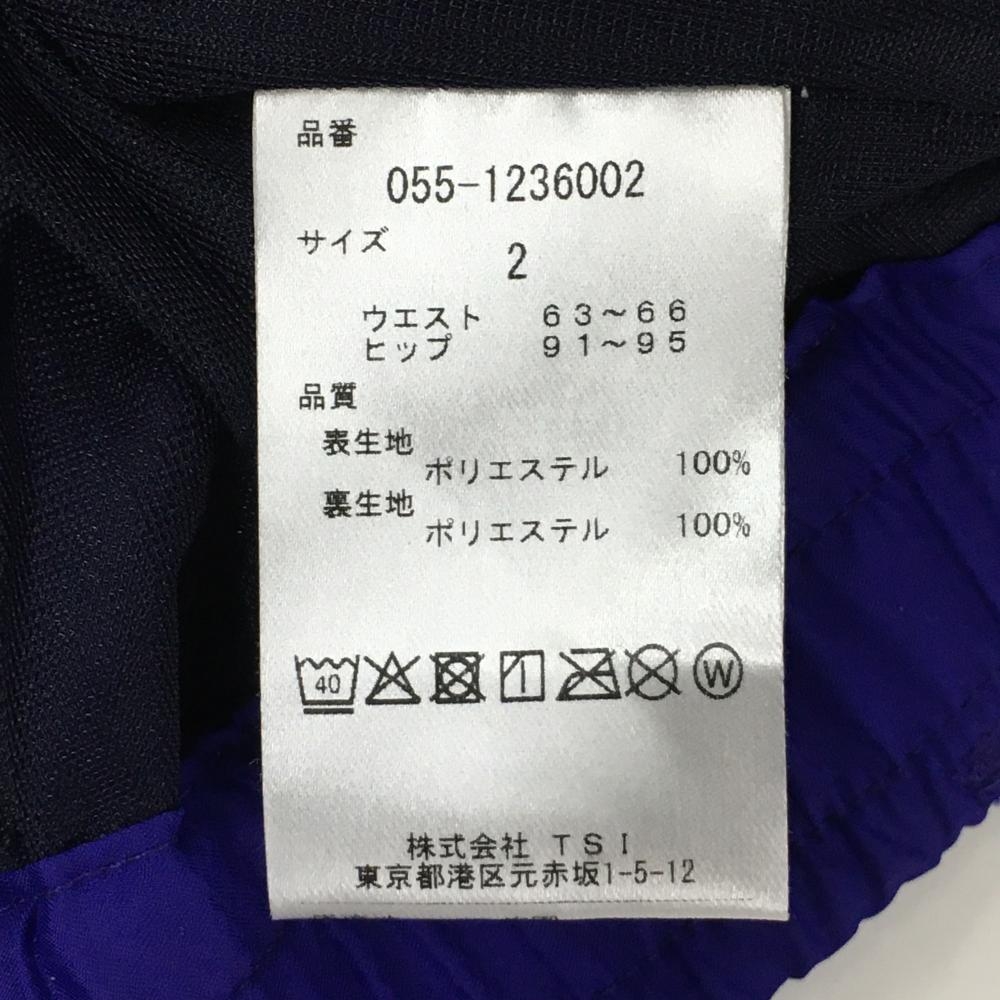 品番
055-1236002
サイズ
2
ウエスト 63~66
ヒップ 91~95
品質
表生地
ポリエステル 100%
裏生地
ポリエステル 100%
40
W
株式会社 TSI
東京都港区元赤坂1-5-12